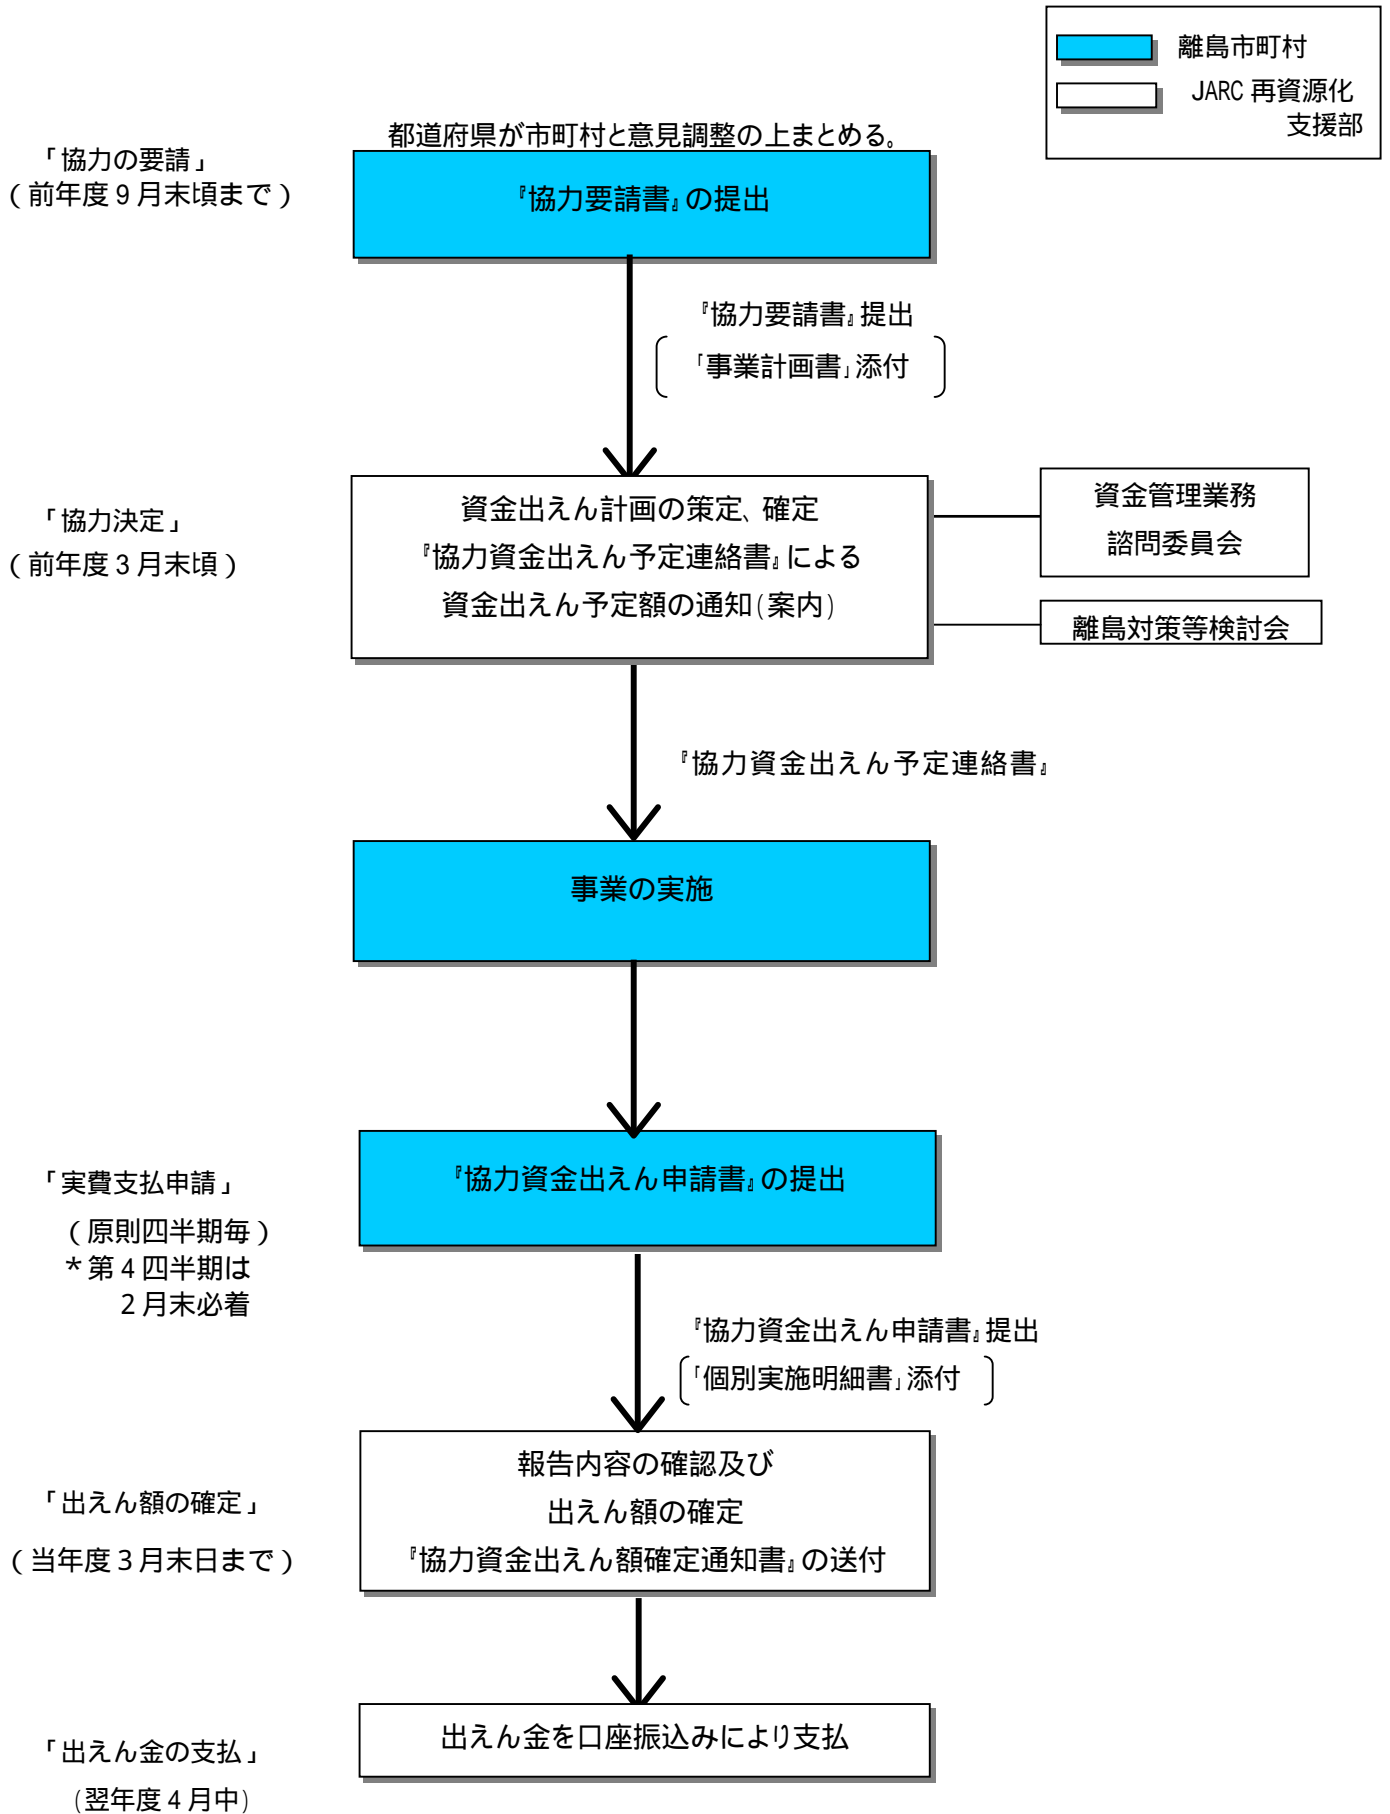 離島市町村
JARC 再資源化
支援部
都道府県が市町村と意見調整の上まとめる。
「協力の要請」
(前年度9月末頃まで)
『協力要請書』の提出
『協力要請書』提出
「事業計画書」添付
「協力決定」
(前年度3月末頃)
資金出えん計画の策定、確定
『協力資金出えん予定連絡書』による
資金出えん予定額の通知(案内)
資金管理業務
諮問委員会
離島対策等検討会
『協力資金出えん予定連絡書』
事業の実施
「実費支払申請」
(原則四半期毎)
*第4四半期は
2月末必着
『協力資金出えん申請書』の提出
『協力資金出えん申請書』提出
「個別実施明細書」添付
「出えん額の確定」
(当年度3月末日まで)
報告内容の確認及び
出えん額の確定
『協力資金出えん額確定通知書』の送付
「出えん金の支払」
(翌年度4月中)
出えん金を口座振込みにより支払